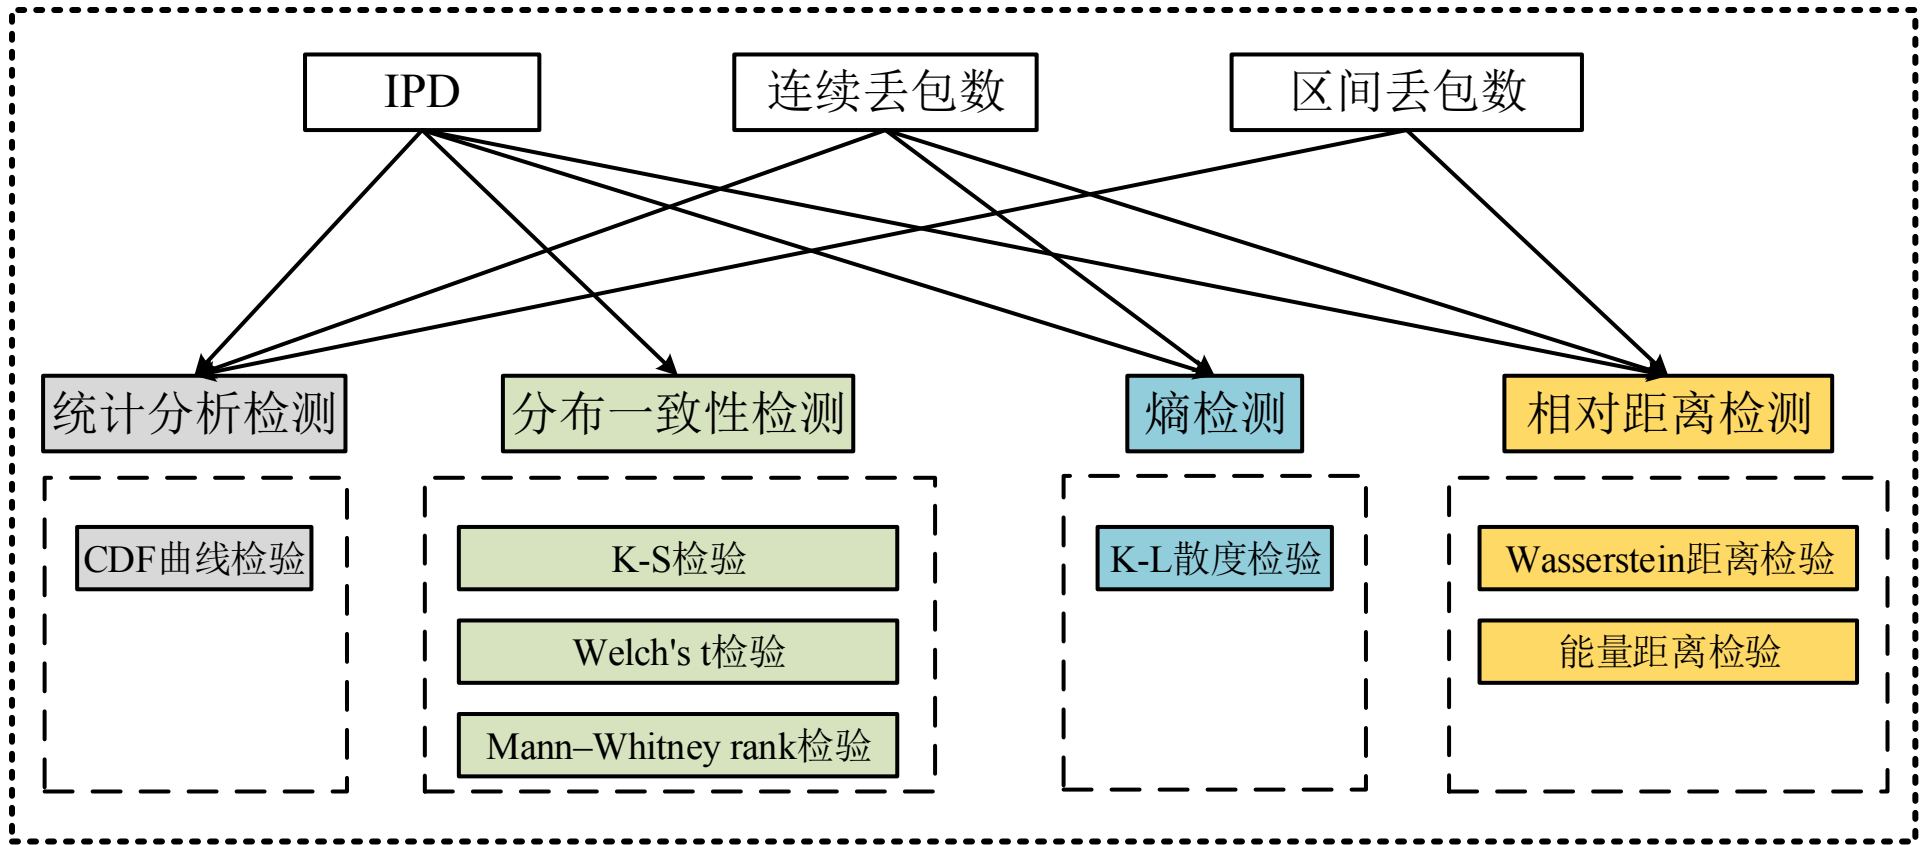 IPD
连续丢包数
区间丢包数
统计分析检测
分布一致性检测
熵检测
相对距离检测
CDF曲线检验
K-S检验
Welch's t检验
Mann–Whitney rank检验
K-L散度检验
Wasserstein距离检验
能量距离检验